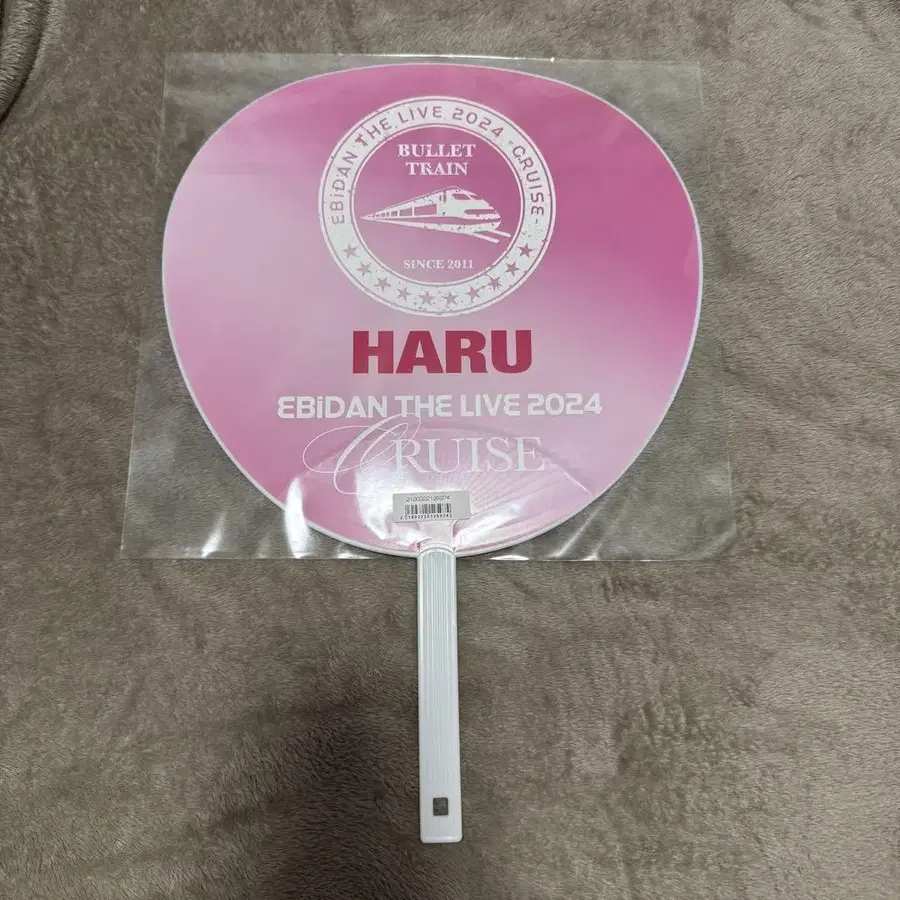 EBiDAN THE LIVE 2024 -CRUISE-
BULLET
TRAIN
SINCE 2011
HARU
EBiDAN THE LIVE 2024
CRUISE